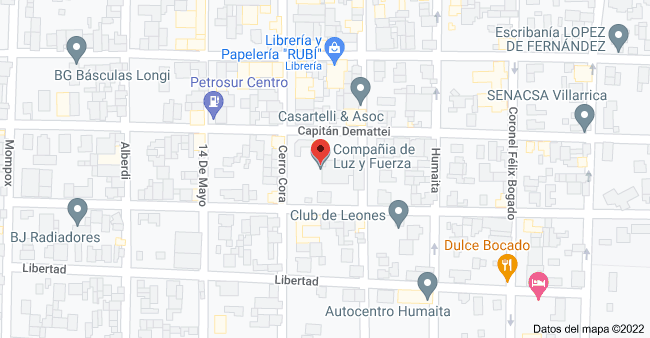 Librería y
Papelería "RUBI"
Librería
Escribanía LOPEZ
DE FERNÁNDEZ
BG Básculas Longi
Petrosur Centro
Casartelli & Asoc
SENACSA Villarrica
Capitán Demattei
Mompox
Alberdi
14 De Mayo
Cerro Cora
Compañia de
Luz y Fuerza
Humaita
Coronel Félix Bogado
BJ Radiadores
Club de Leones
Dulce Bocado
Libertad
Libertad
Autocentro Humaita
Datos del mapa ©2022